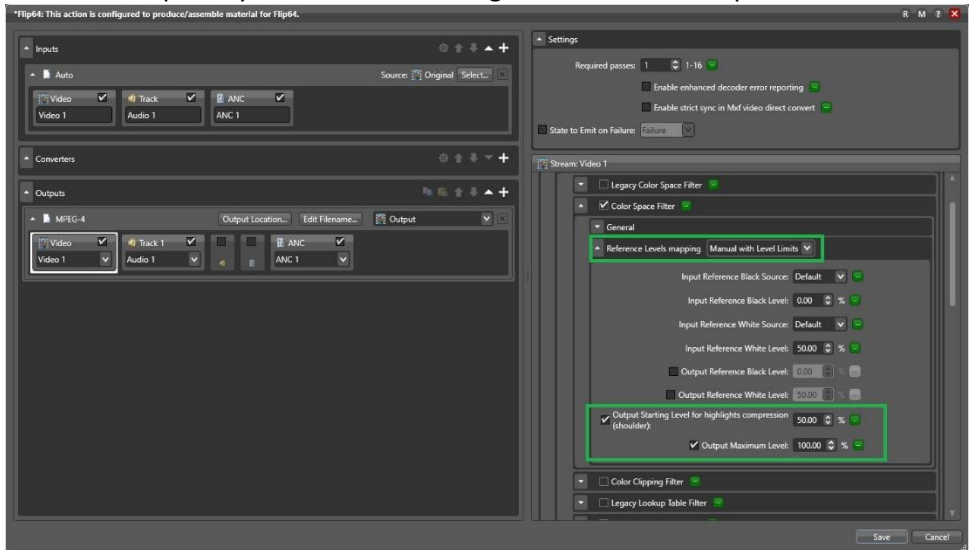 *Flip64: This action is configured to produce/assemble material for Flip64.
R M ? X
Inputs
Auto
Source: Original Select...
Video Track ANC
Video 1 Audio 1 ANC 1
Converters
Outputs
MPEG-4 Output Location... Edit Filename... Output
Video Track 1 ANC
Video 1 Audio 1 ANC 1
Settings
Required passes: 1 1-16
Enable enhanced decoder error reporting
Enable strict sync in Mxf video direct convert
State to Emit on Failure: Failure
Stream: Video 1
Legacy Color Space Filter
Color Space Filter
General
Reference Levels mapping Manual with Level Limits
Input Reference Black Source: Default
Input Reference Black Level: 0.00 %
Input Reference White Source: Default
Input Reference White Level: 50.00 %
Output Reference Black Level: 0.00 %
Output Reference White Level: 50.00 %
Output Starting Level for highlights compression
(shoulder): 50.00 %
Output Maximum Level: 100.00 %
Color Clipping Filter
Legacy Lookup Table Filter
Save Cancel